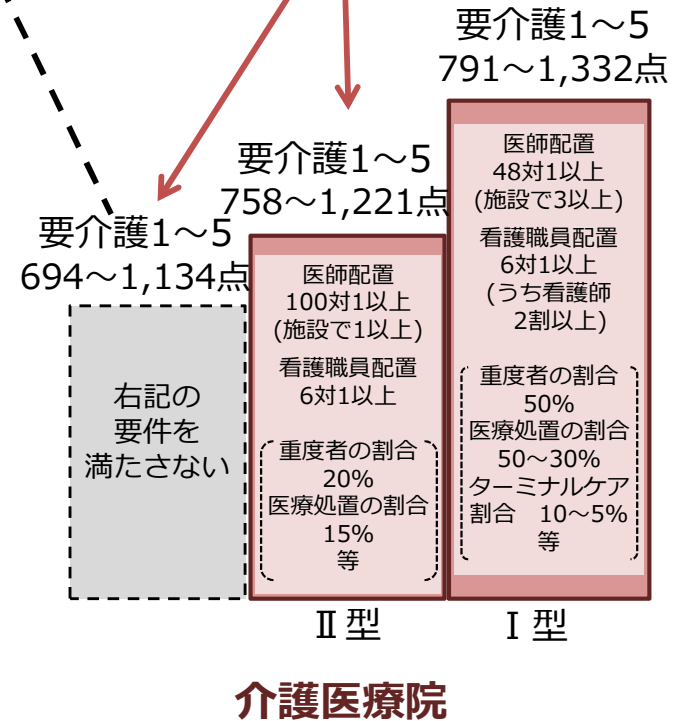 要介護1～5
791～1,332点
医師配置
48対1以上
(施設で3以上)
看護職員配置
6対1以上
(うち看護師
2割以上)
重度者の割合
50%
医療処置の割合
50～30%
ターミナルケア
割合　10～5%
等
Ⅰ型
要介護1～5
758～1,221点
医師配置
100対1以上
(施設で1以上)
看護職員配置
6対1以上
重度者の割合
20%
医療処置の割合
15%
等
Ⅱ型
要介護1～5
694～1,134点
右記の
要件を
満たさない
介護医療院